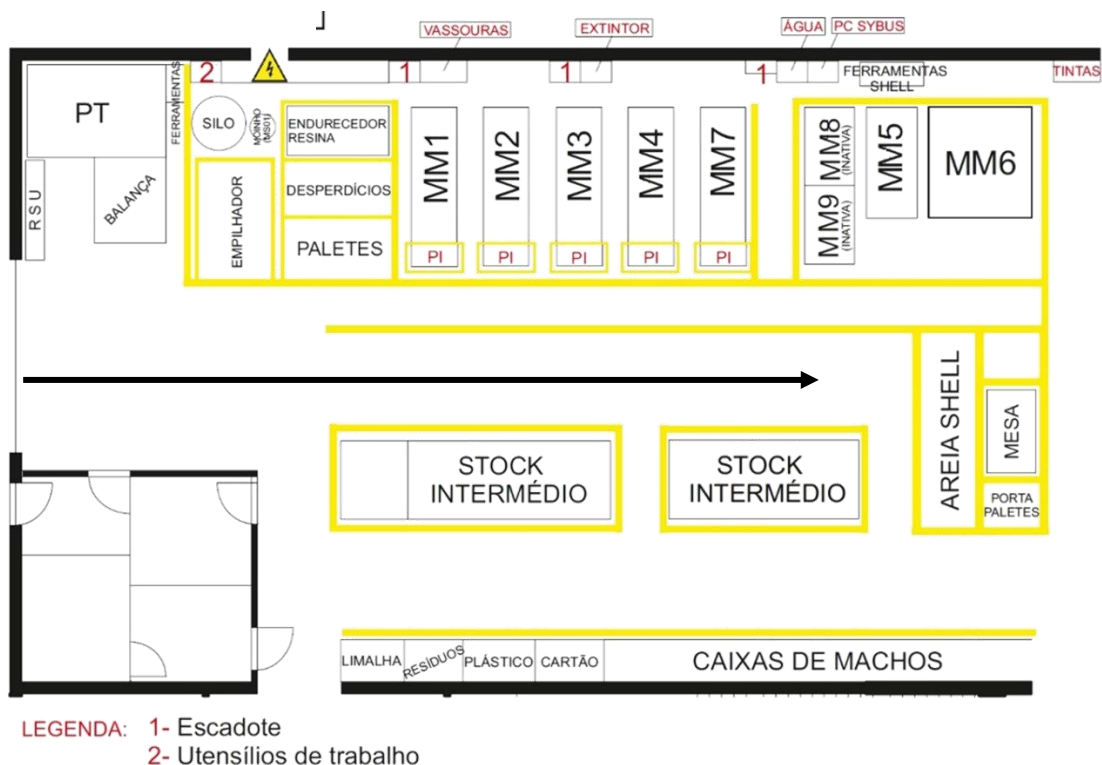 VASSOURAS
EXTINTOR
ÁGUA
PC SYBUS
2
1
1
1
FERRAMENTAS
SHELL
TINTAS
PT
FERRAMENTAS
SILO
MOINHO
(MS01)
ENDURECEDOR
RESINA
MM1
MM2
MM3
MM4
MM7
MM8
(INATIVA)
MM5
MM6
RSU
BALANÇA
EMPILHADOR
DESPERDÍCIOS
PALETES
MM9
(INATIVA)
PI
PI
PI
PI
PI
AREIA SHELL
MESA
PORTA
PALETES
STOCK
INTERMÉDIO
STOCK
INTERMÉDIO
LIMALHA
RESÍDUOS
PLÁSTICO
CARTÃO
CAIXAS DE MACHOS
LEGENDA: 1- Escadote
2- Utensílios de trabalho